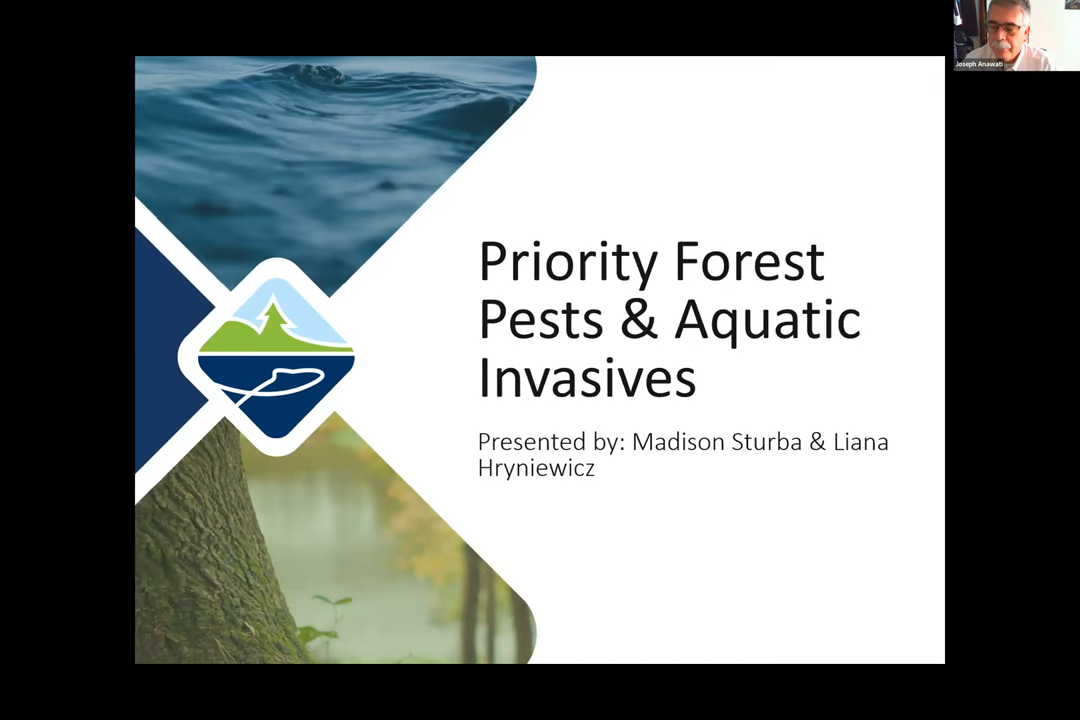 Joseph Anawati
Priority Forest
Pests & Aquatic
Invasives
Presented by: Madison Sturba & Liana
Hryniewicz